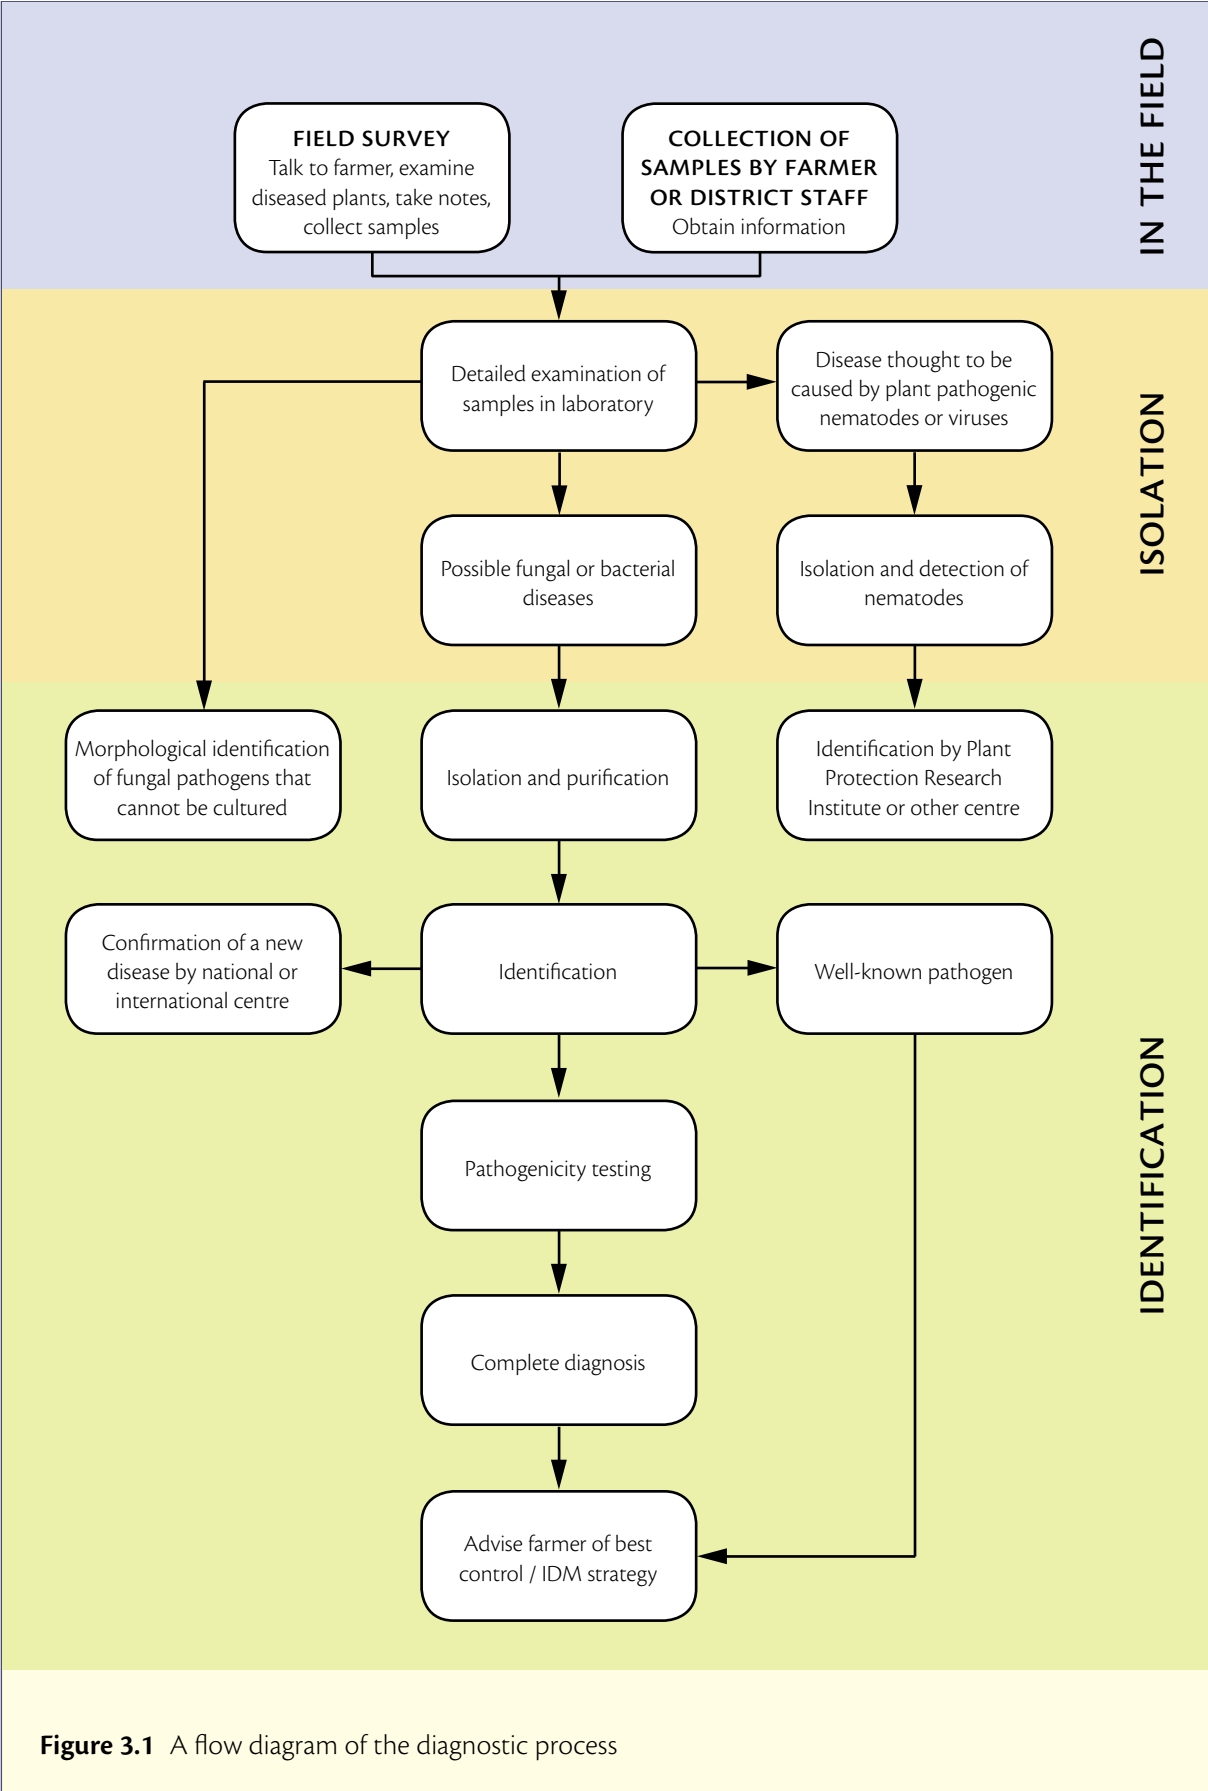 IN THE FIELD
FIELD SURVEY
Talk to farmer, examine
diseased plants, take notes,
collect samples
COLLECTION OF
SAMPLES BY FARMER
OR DISTRICT STAFF
Obtain information
ISOLATION
Detailed examination of
samples in laboratory
Disease thought to be
caused by plant pathogenic
nematodes or viruses
Possible fungal or bacterial
diseases
Isolation and detection of
nematodes
IDENTIFICATION
Morphological identification
of fungal pathogens that
cannot be cultured
Isolation and purification
Identification by Plant
Protection Research
Institute or other centre
Confirmation of a new
disease by national or
international centre
Identification
Well-known pathogen
Pathogenicity testing
Complete diagnosis
Advise farmer of best
control / IDM strategy
Figure 3.1 A flow diagram of the diagnostic process